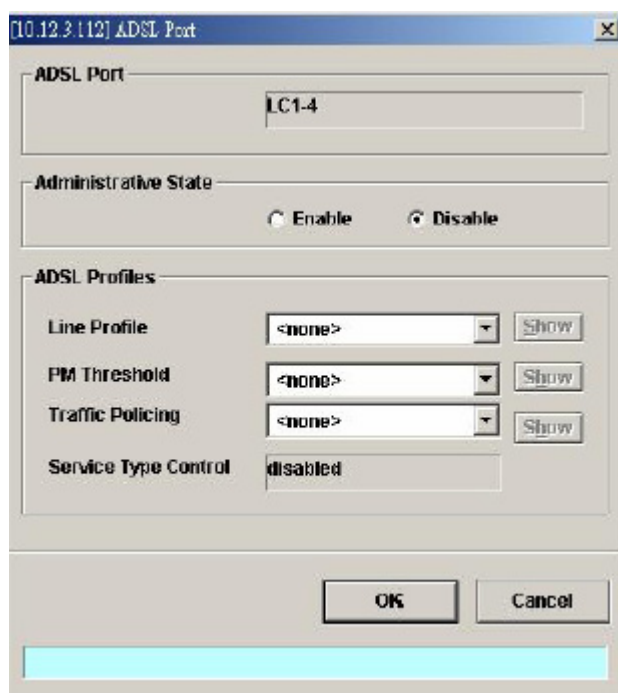 [10.12.3.112] ADSL Port
ADSL Port
LC1-4
Administrative State
Enable Disable
ADSL Profiles
Line Profile <none> Show
PM Threshold <none> Show
Traffic Policing <none> Show
Service Type Control disabled
OK Cancel